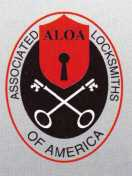 ALOA
ASSOCIATED
LOCKSMITHS
OF AMERICA